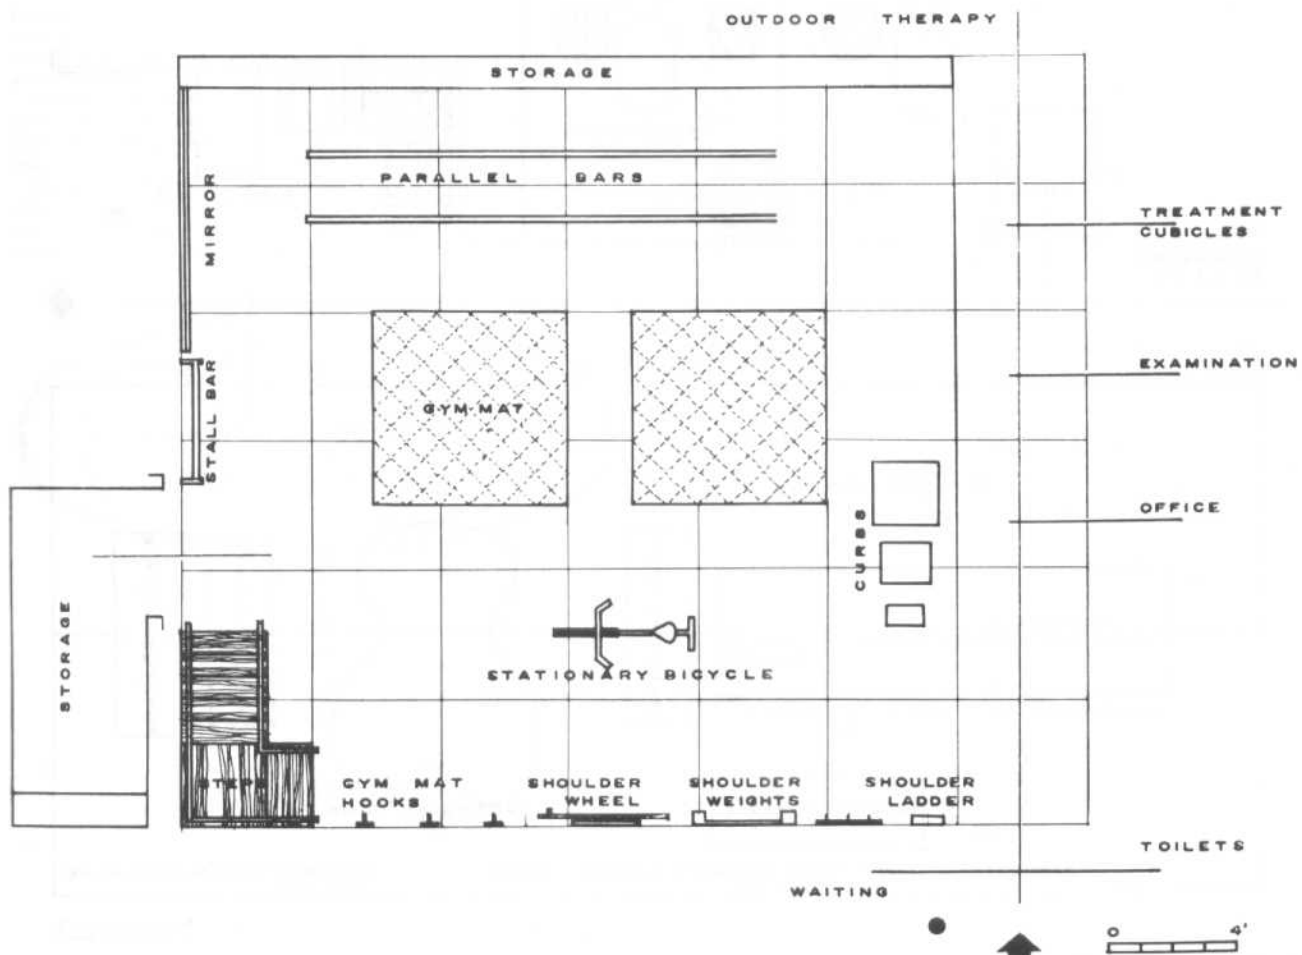 OUTDOOR THERAPY
STORAGE
PARALLEL BARS
MIRROR
TREATMENT
CUBICLES
STALL BAR
EXAMINATION
GYM MAT
OFFICE
CURBS
STORAGE
STATIONARY BICYCLE
STEPS
GYM MAT
HOOKS
SHOULDER
WHEEL
SHOULDER
WEIGHTS
SHOULDER
LADDER
TOILETS
WAITING
0 4'